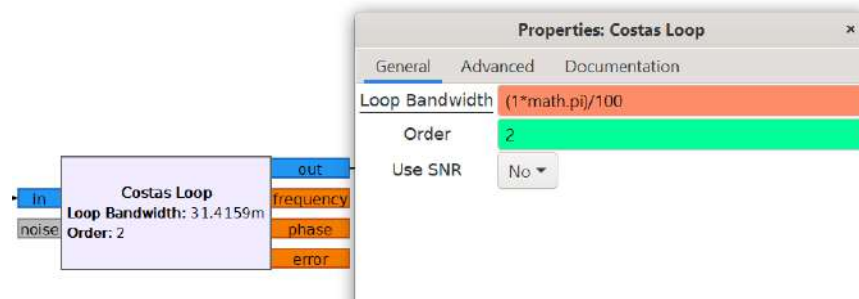 Properties: Costas Loop ×
General Advanced Documentation
Loop Bandwidth (1*math.pi)/100
Order 2
Use SNR No
out
in
Costas Loop
frequency
Loop Bandwidth: 31.4159m
noise
Order: 2
phase
error